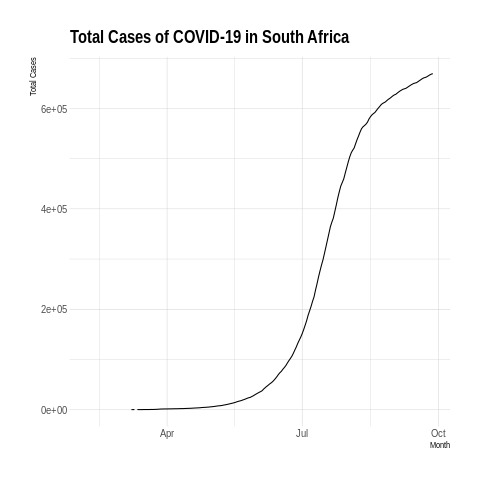 Total Cases of COVID-19 in South Africa
Total Cases
6e+05
4e+05
2e+05
0e+00
Apr Jul Oct
Month